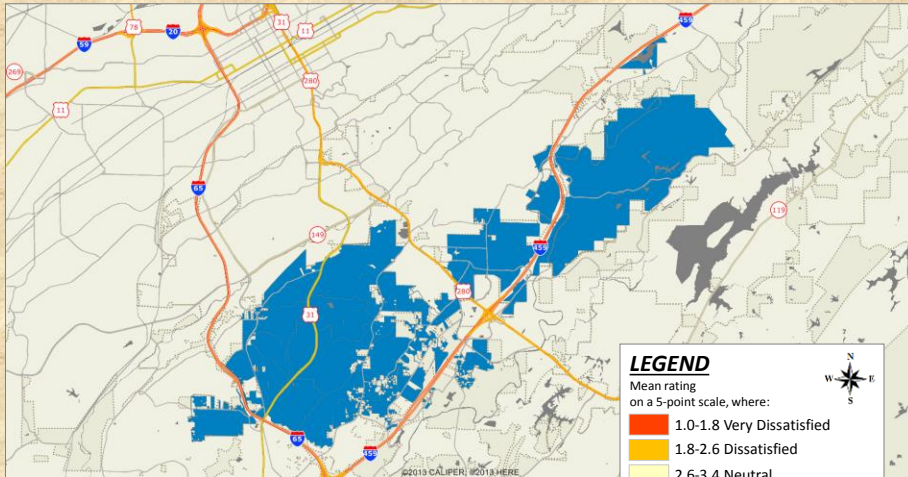 459
31
78
11
20
59
280
269
11
65
119
149
459
31
280
65
459
©2013 CALIPER; ©2013 HERE
LEGEND
N
W E
S
Mean rating
on a 5-point scale, where:
1.0-1.8 Very Dissatisfied
1.8-2.6 Dissatisfied
2.6-3.4 Neutral